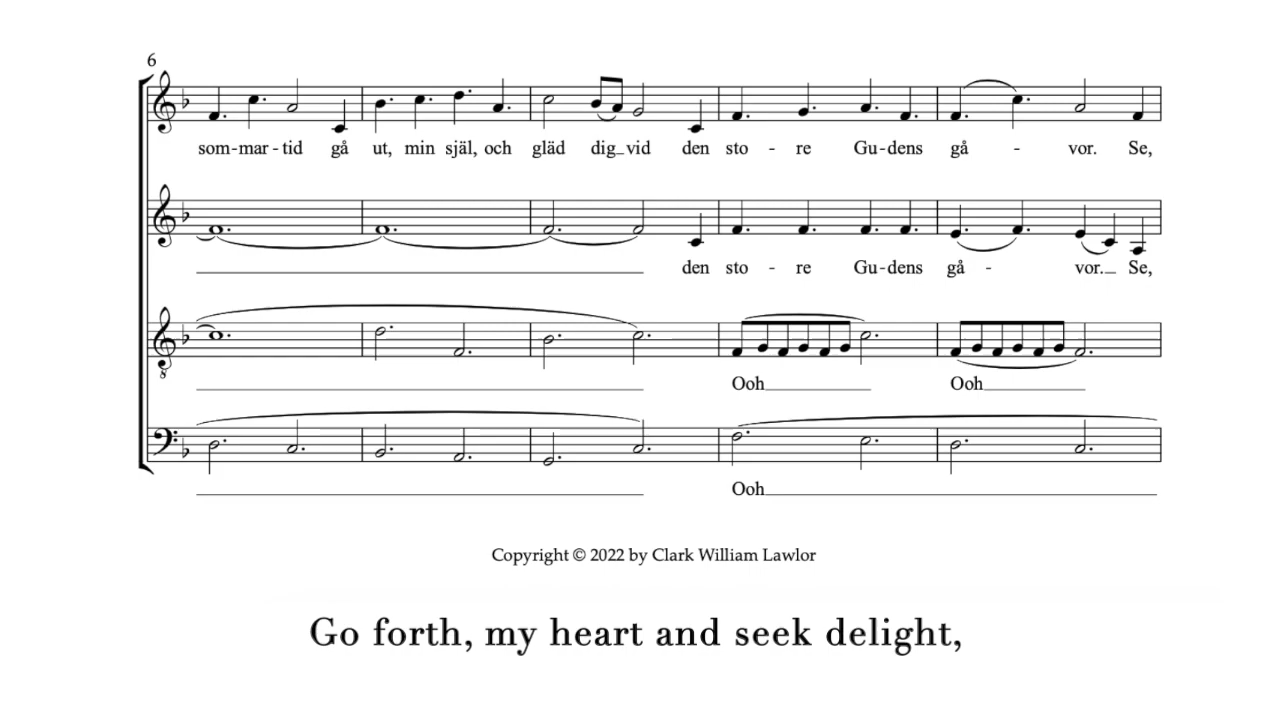 6
som-mar-tid gå ut, min själ, och gläd dig_vid den sto - re Gu-dens gå - vor. Se,
den sto - re Gu-dens gå - vor._ Se,
8
Ooh Ooh
Ooh
Copyright © 2022 by Clark William Lawlor
Go forth, my heart and seek delight,